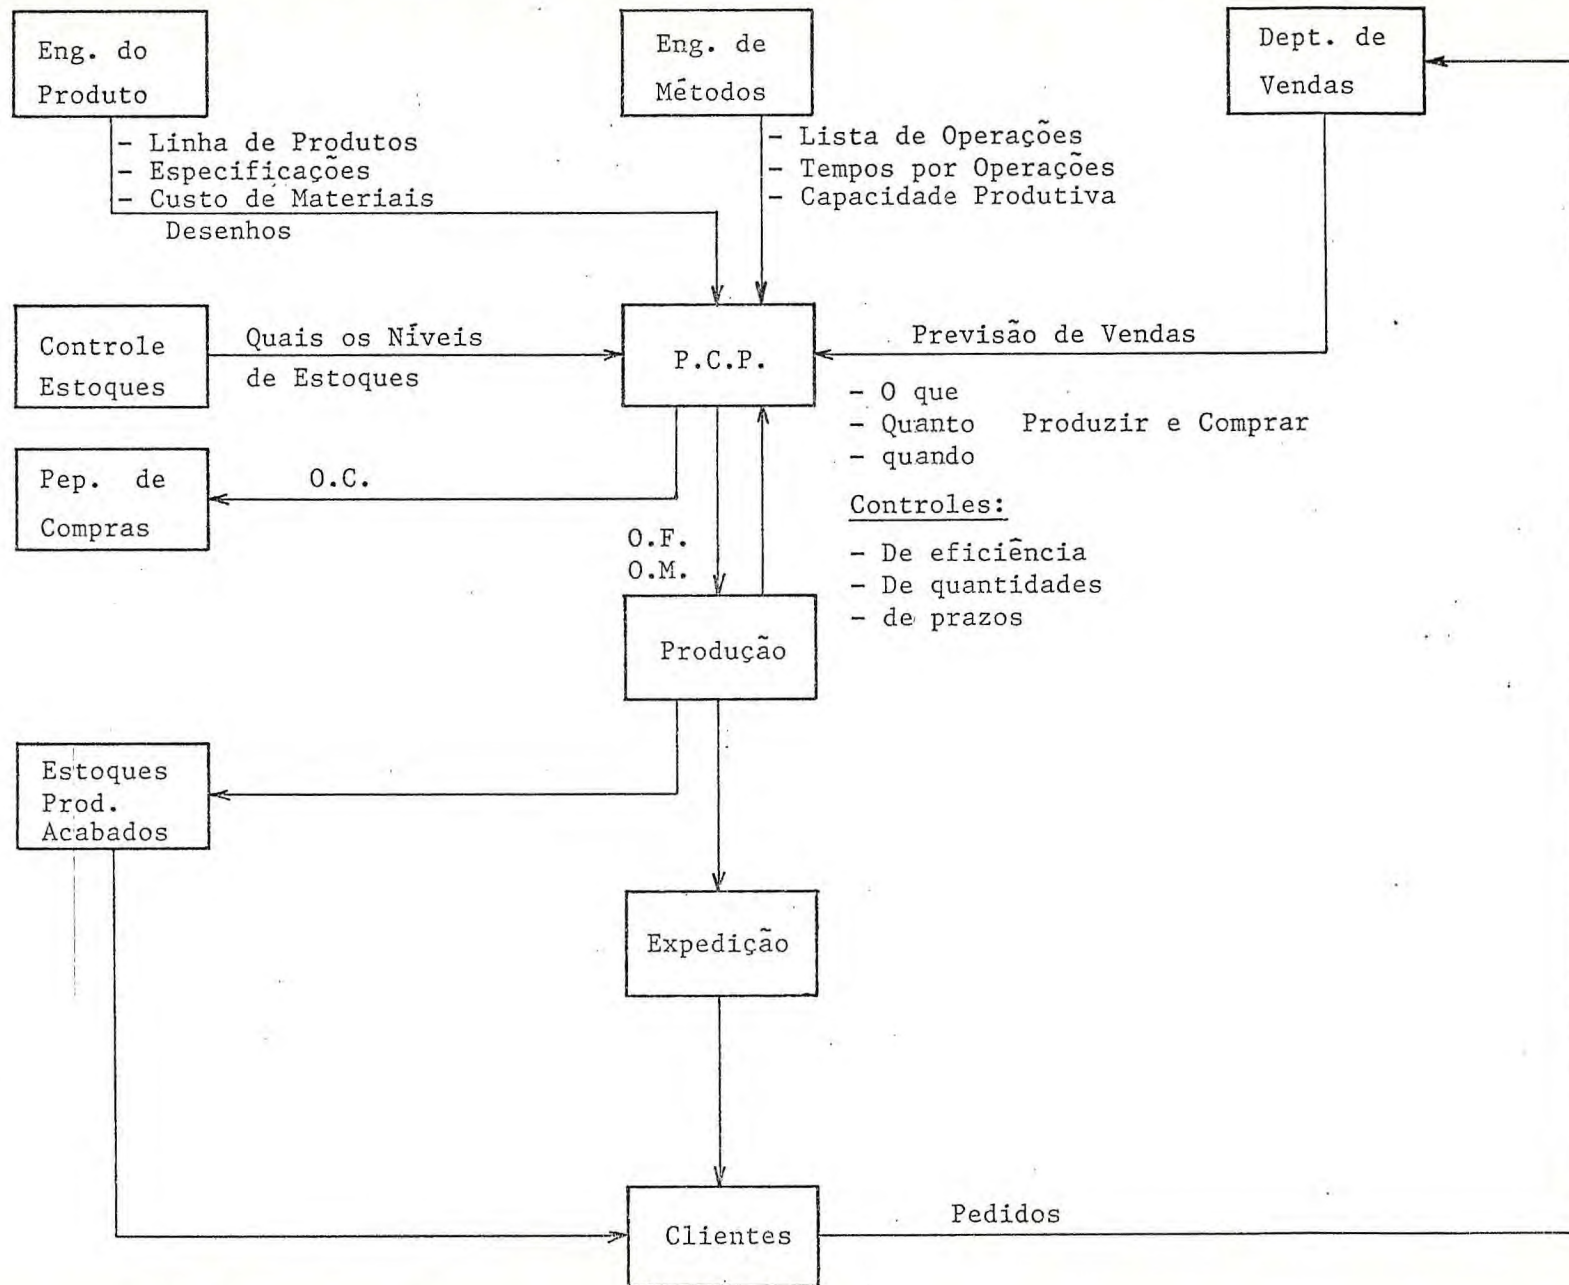 Eng. do
Produto
Eng. de
Métodos
Dept. de
Vendas
- Linha de Produtos
- Especificações
- Custo de Materiais
Desenhos
- Lista de Operações
- Tempos por Operações
- Capacidade Produtiva
Controle
Estoques
Quais os Níveis
de Estoques
P.C.P.
Previsão de Vendas
- O que
- Quanto Produzir e Comprar
- quando
Pep. de
Compras
O.C.
O.F.
O.M.
Controles:
- De eficiência
- De quantidades
- de prazos
Produção
Estoques
Prod.
Acabados
Expedição
Clientes
Pedidos